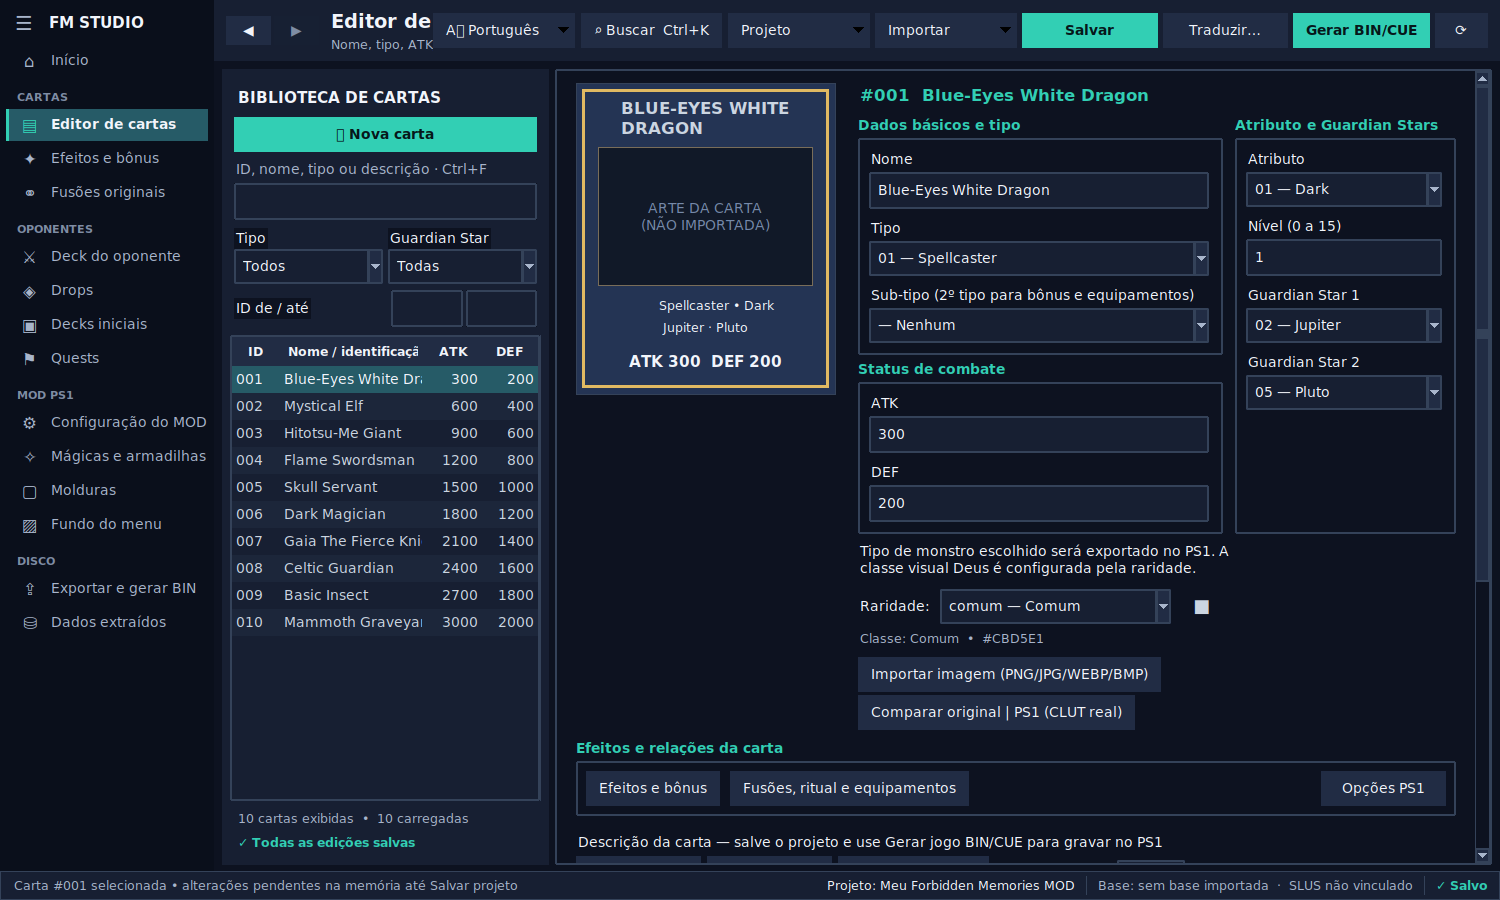 FM STUDIO
Início
CARTAS
Editor de cartas
Efeitos e bônus
Fusões originais
OPONENTES
Deck do oponente
Drops
Decks iniciais
Quests
MOD PS1
Configuração do MOD
Mágicas e armadilhas
Molduras
Fundo do menu
DISCO
Exportar e gerar BIN
Dados extraídos
Editor de
Nome, tipo, ATK
Português
Buscar Ctrl+K
Projeto
Importar
Salvar
Traduzir...
Gerar BIN/CUE
BIBLIOTECA DE CARTAS
Nova carta
ID, nome, tipo ou descrição · Ctrl+F
Tipo Guardian Star
Todos Todas
ID de / até
ID Nome / identificaçã ATK DEF
001 Blue-Eyes White Dra 300 200
002 Mystical Elf 600 400
003 Hitotsu-Me Giant 900 600
004 Flame Swordsman 1200 800
005 Skull Servant 1500 1000
006 Dark Magician 1800 1200
007 Gaia The Fierce Kni 2100 1400
008 Celtic Guardian 2400 1600
009 Basic Insect 2700 1800
010 Mammoth Graveyar 3000 2000
10 cartas exibidas • 10 carregadas
✓ Todas as edições salvas
BLUE-EYES WHITE
DRAGON
ARTE DA CARTA
(NÃO IMPORTADA)
Spellcaster • Dark
Jupiter · Pluto
ATK 300 DEF 200
#001 Blue-Eyes White Dragon
Dados básicos e tipo
Nome
Blue-Eyes White Dragon
Tipo
01 — Spellcaster
Sub-tipo (2º tipo para bônus e equipamentos)
— Nenhum
Status de combate
ATK
300
DEF
200
Atributo e Guardian Stars
Atributo
01 — Dark
Nível (0 a 15)
1
Guardian Star 1
02 — Jupiter
Guardian Star 2
05 — Pluto
Tipo de monstro escolhido será exportado no PS1. A
classe visual Deus é configurada pela raridade.
Raridade: comum — Comum
Classe: Comum • #CBD5E1
Importar imagem (PNG/JPG/WEBP/BMP)
Comparar original | PS1 (CLUT real)
Efeitos e relações da carta
Efeitos e bônus
Fusões, ritual e equipamentos
Opções PS1
Descrição da carta — salve o projeto e use Gerar jogo BIN/CUE para gravar no PS1
Carta #001 selecionada • alterações pendentes na memória até Salvar projeto
Projeto: Meu Forbidden Memories MOD
Base: sem base importada · SLUS não vinculado
✓ Salvo